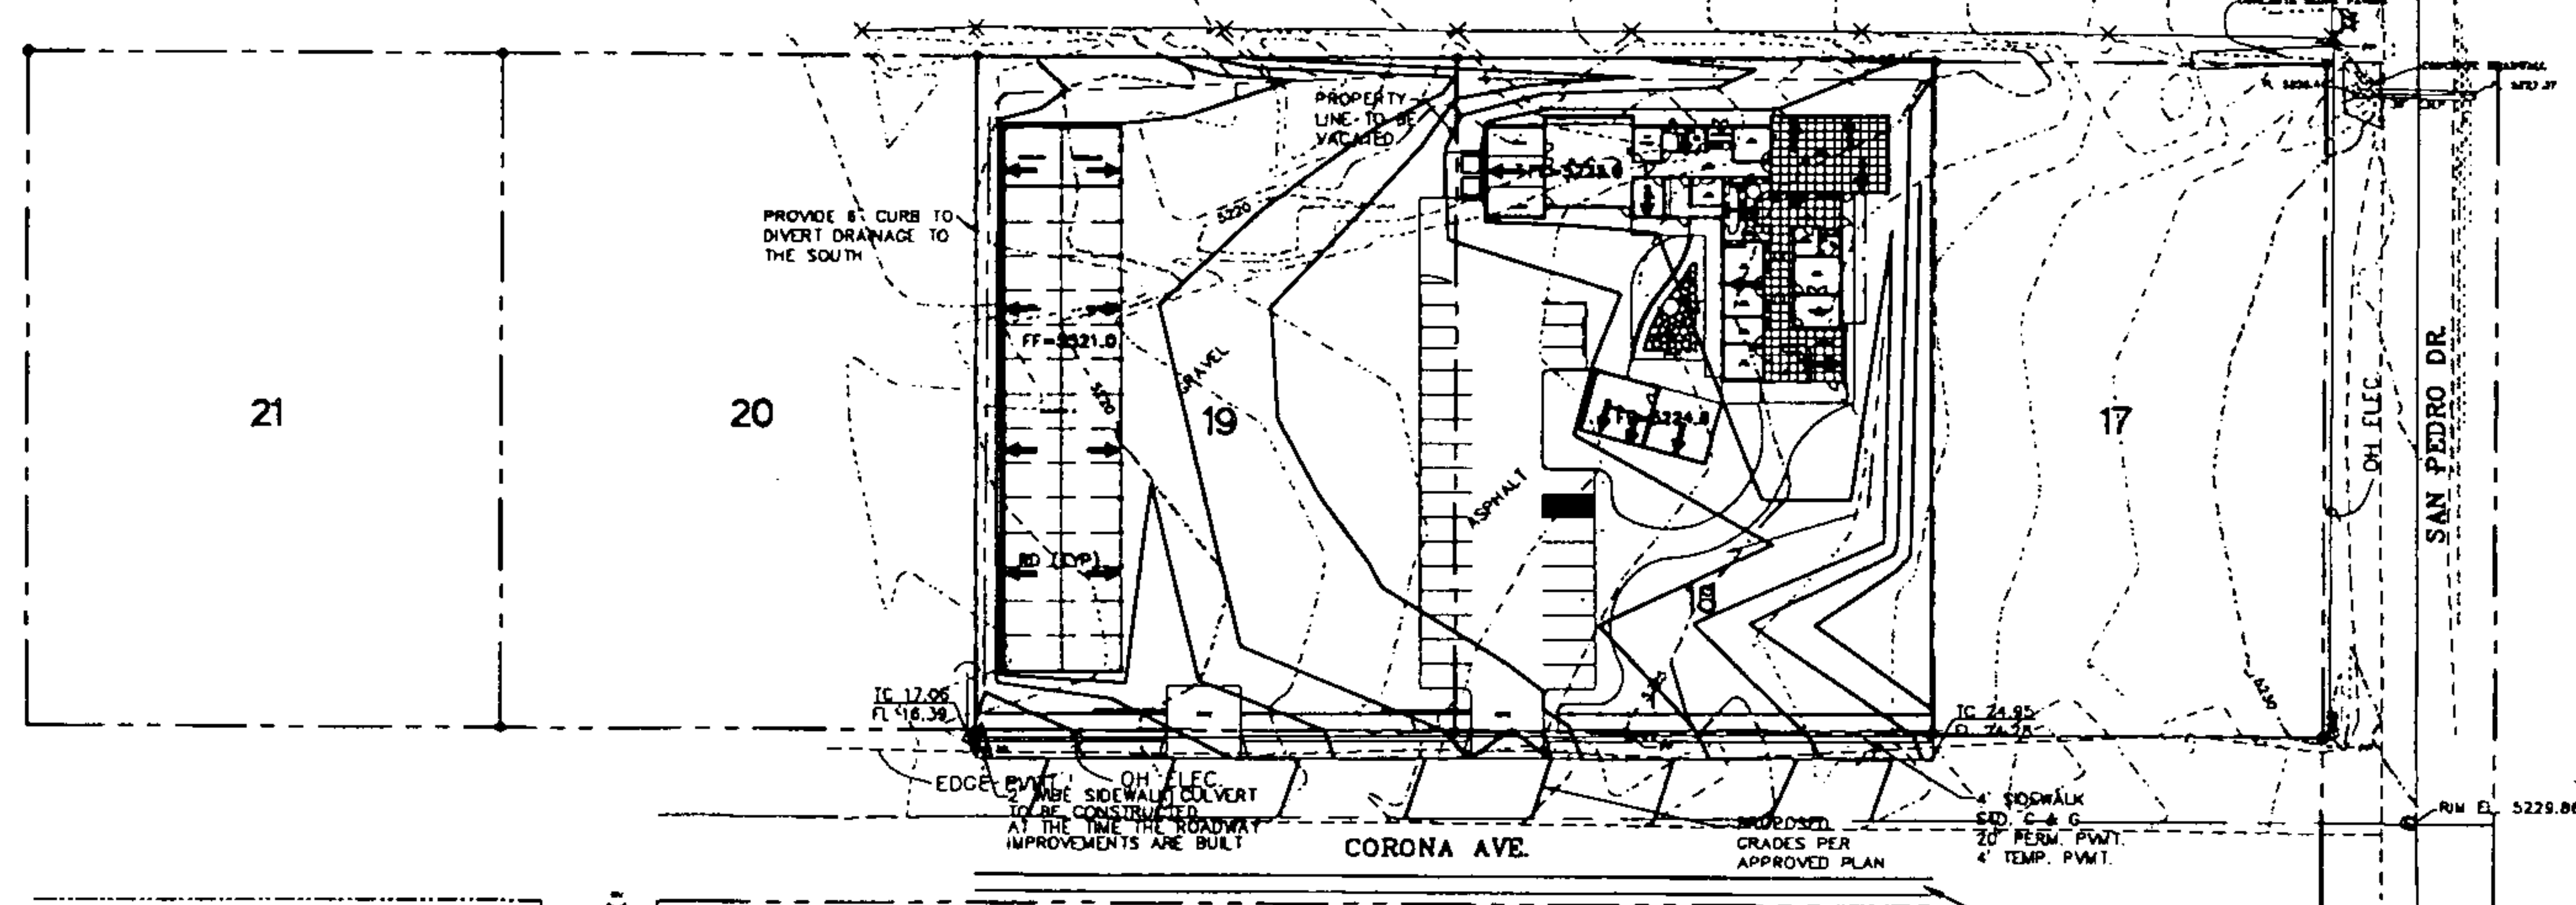 PROPERTY
LINE TO BE
VACATED
PROVIDE 6" CURB TO
DIVERT DRAINAGE TO
THE SOUTH
5220
FF=5521.0
GRAVEL
21
20
19
17
ASPHALT
RD (TYP)
OH ELEC
SAN PEDRO DR.
TC 17.06
FL 16.39
TC 24.95
FL 24.28
EDGE PVMT.
OH ELEC.
2' WIDE SIDEWALK CULVERT
TO BE CONSTRUCTED
AT THE TIME THE ROADWAY
IMPROVEMENTS ARE BUILT
CORONA AVE.
PROPOSED
GRADES PER
APPROVED PLAN
4' SIDEWALK
STD. C & G
20' PERM. PVMT.
4' TEMP. PVMT.
RIM EL. 5229.86